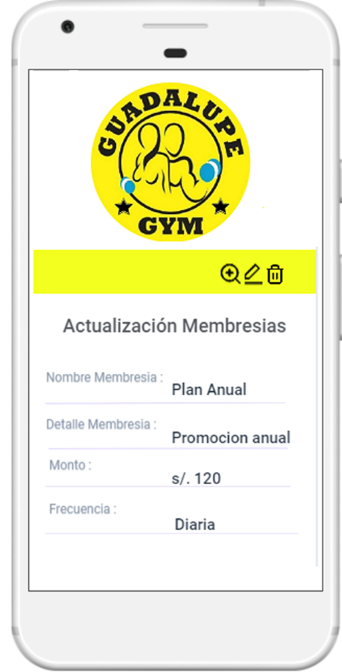 GUADALUPE
GYM
Actualización Membresias
Nombre Membresia : Plan Anual
Detalle Membresia : Promocion anual
Monto : s/. 120
Frecuencia : Diaria